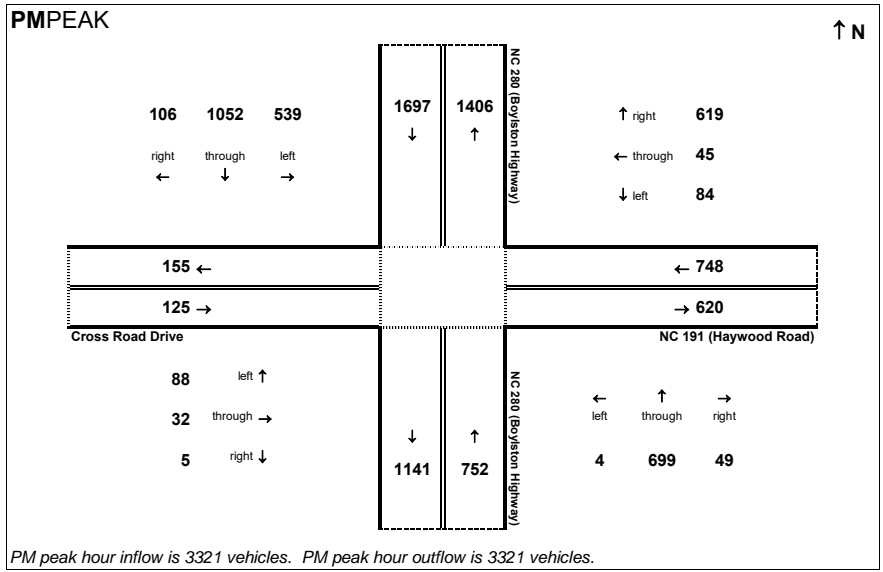 PMPEAK
↑ N
NC 280 (Boylston Highway)
106 1052 539
right through left
← ↓ →
1697 1406
↓ ↑
↑ right 619
← through 45
↓ left 84
155 ←
125 →
← 748
→ 620
Cross Road Drive
NC 191 (Haywood Road)
88 left ↑
32 through →
5 right ↓
↓ ↑
1141 752
NC 280 (Boylston Highway)
← ↑ →
left through right
4 699 49
PM peak hour inflow is 3321 vehicles. PM peak hour outflow is 3321 vehicles.